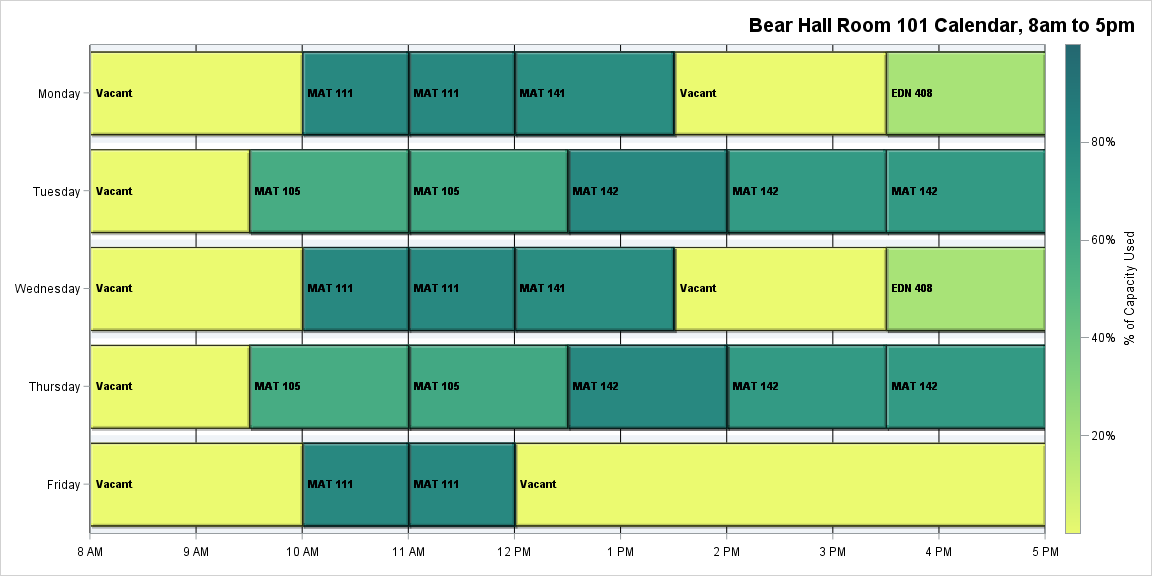 Bear Hall Room 101 Calendar, 8am to 5pm
Monday
Vacant
MAT 111
MAT 111
MAT 141
Vacant
EDN 408
Tuesday
Vacant
MAT 105
MAT 105
MAT 142
MAT 142
MAT 142
Wednesday
Vacant
MAT 111
MAT 111
MAT 141
Vacant
EDN 408
Thursday
Vacant
MAT 105
MAT 105
MAT 142
MAT 142
MAT 142
Friday
Vacant
MAT 111
MAT 111
Vacant
8 AM
9 AM
10 AM
11 AM
12 PM
1 PM
2 PM
3 PM
4 PM
5 PM
80%
60%
40%
20%
% of Capacity Used